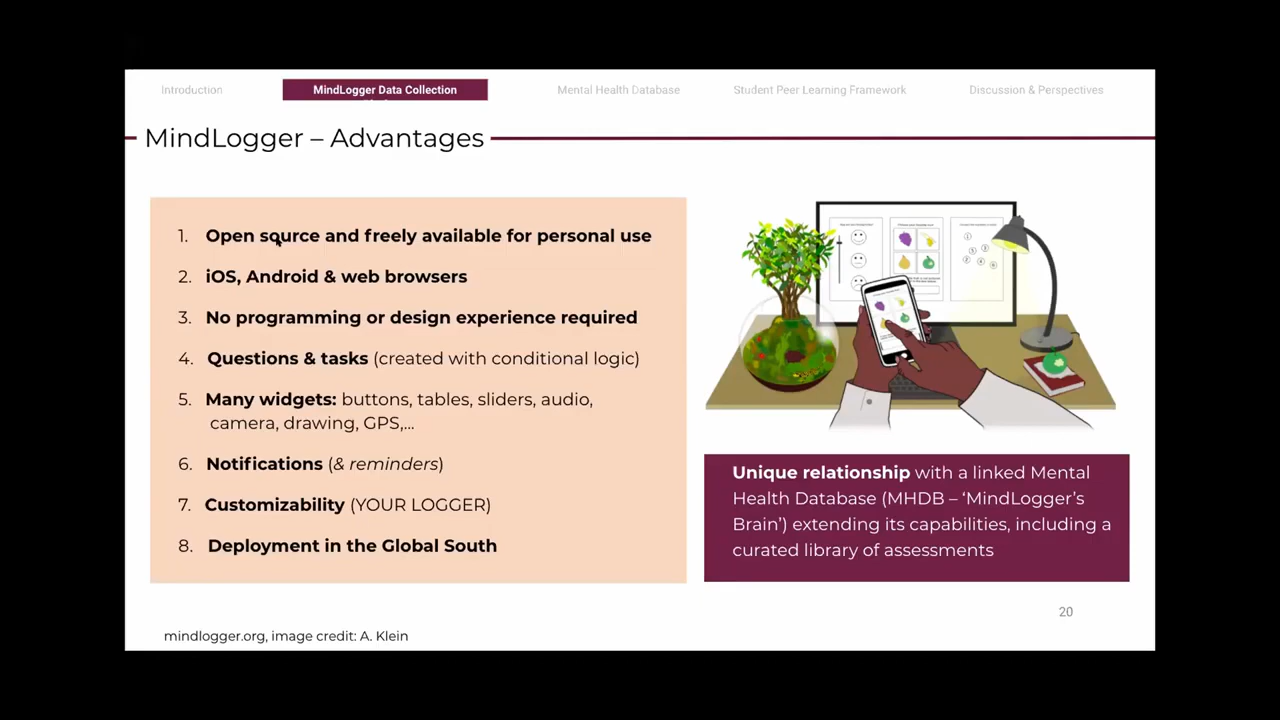 Introduction
MindLogger Data Collection
Mental Health Database
Student Peer Learning Framework
Discussion & Perspectives
MindLogger – Advantages
1. Open source and freely available for personal use
2. iOS, Android & web browsers
3. No programming or design experience required
4. Questions & tasks (created with conditional logic)
5. Many widgets: buttons, tables, sliders, audio,
camera, drawing, GPS,...
6. Notifications (& reminders)
7. Customizability (YOUR LOGGER)
8. Deployment in the Global South
Unique relationship with a linked Mental
Health Database (MHDB – ‘MindLogger’s
Brain’) extending its capabilities, including a
curated library of assessments
20
mindlogger.org, image credit: A. Klein